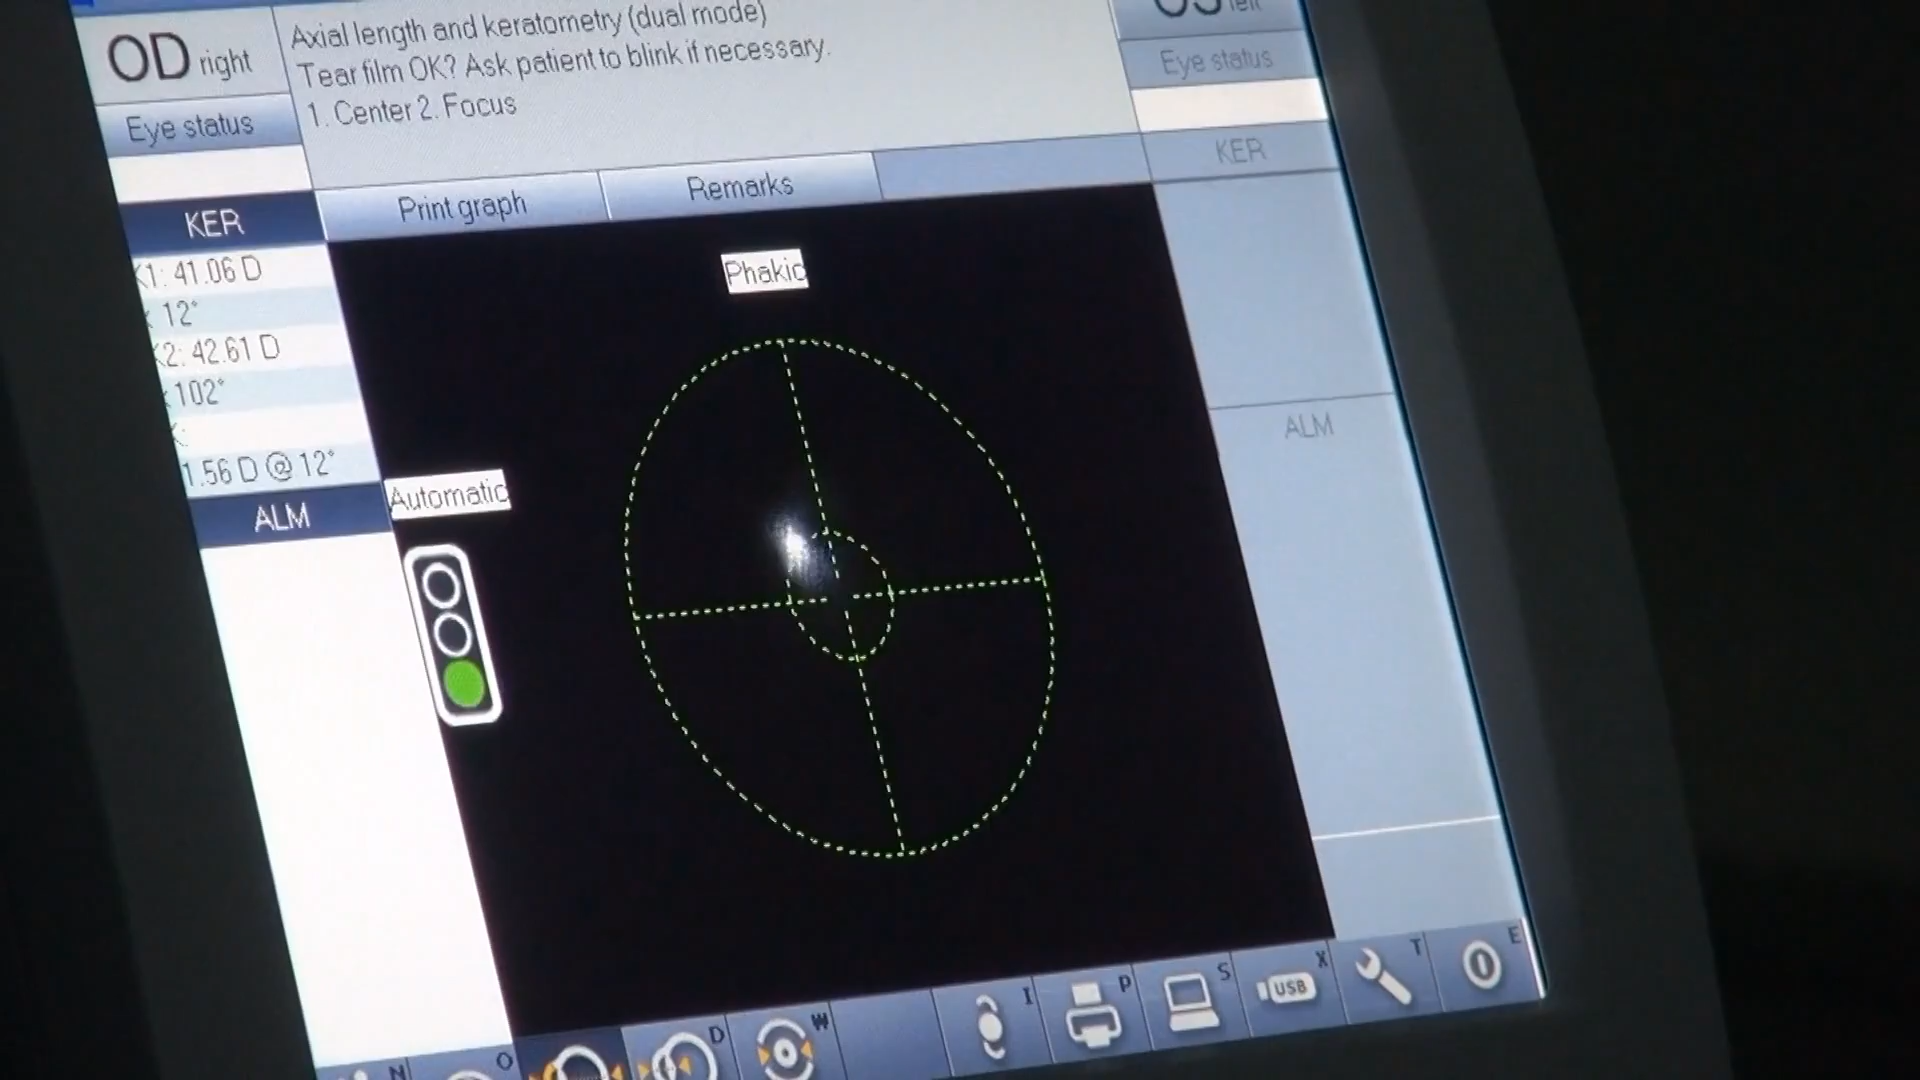 OD right
Axial length and keratometry (dual mode)
Tear film OK? Ask patient to blink if necessary.
1. Center 2. Focus
Eye status
Eye status
KER
Print graph
Remarks
KER
K1: 41.06 D
x 12°
K2: 42.61 D
x 102°
1.56 D @ 12°
ALM
Phakic
Automatic
ALM
N
O
D
W
I
P
S
USB X
T
E